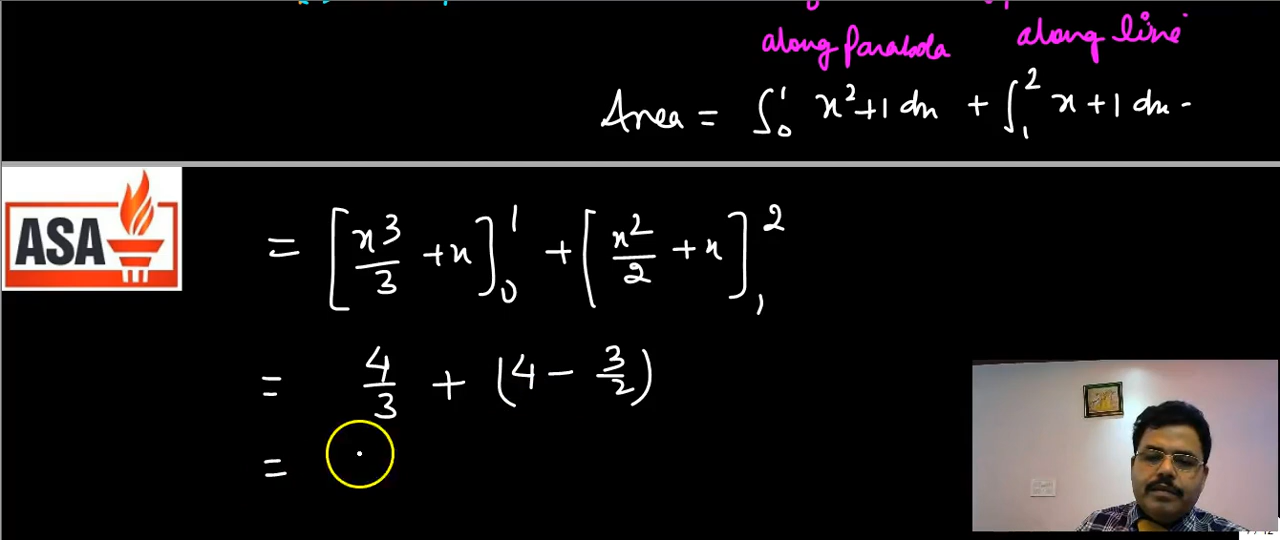 along Parabola along line
Area = ∫₀¹ x²+1 dx + ∫₁² x+1 dx -
ASA
= [x³/3 + x]₀¹ + [x²/2 + x]₁²
= 4/3 + (4 - 3/2)
=